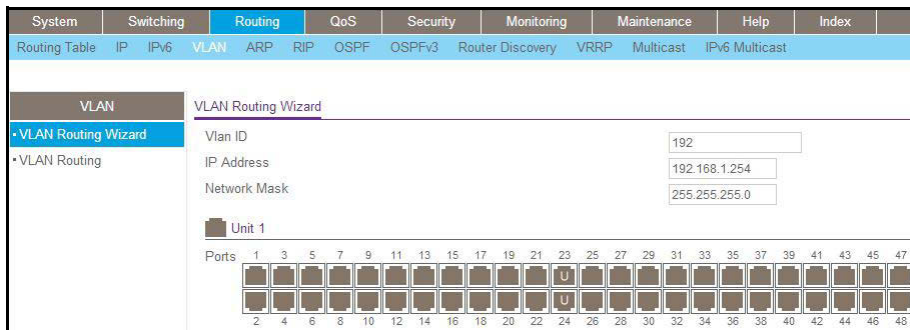 System Switching Routing QoS Security Monitoring Maintenance Help Index
Routing Table IP IPv6 VLAN ARP RIP OSPF OSPFv3 Router Discovery VRRP Multicast IPv6 Multicast
VLAN
VLAN Routing Wizard
VLAN Routing
VLAN Routing Wizard
Vlan ID 192
IP Address 192.168.1.254
Network Mask 255.255.255.0
Unit 1
Ports 1 3 5 7 9 11 13 15 17 19 21 23 25 27 29 31 33 35 37 39 41 43 45 47
U
U
2 4 6 8 10 12 14 16 18 20 22 24 26 28 30 32 34 36 38 40 42 44 46 48